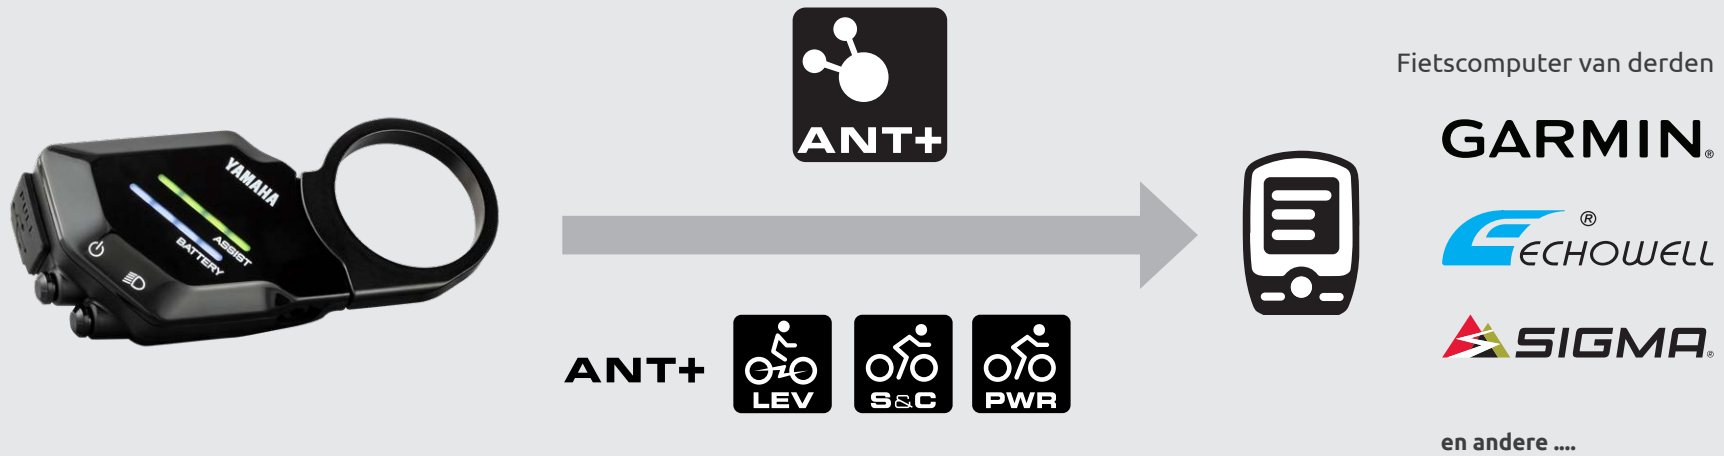 ANT+
Fietscomputer van derden
GARMIN®
ECHOWELL®
SIGMA®
en andere ....
YAMAHA
ASSIST
BATTERY
ANT+
LEV
S&C
PWR